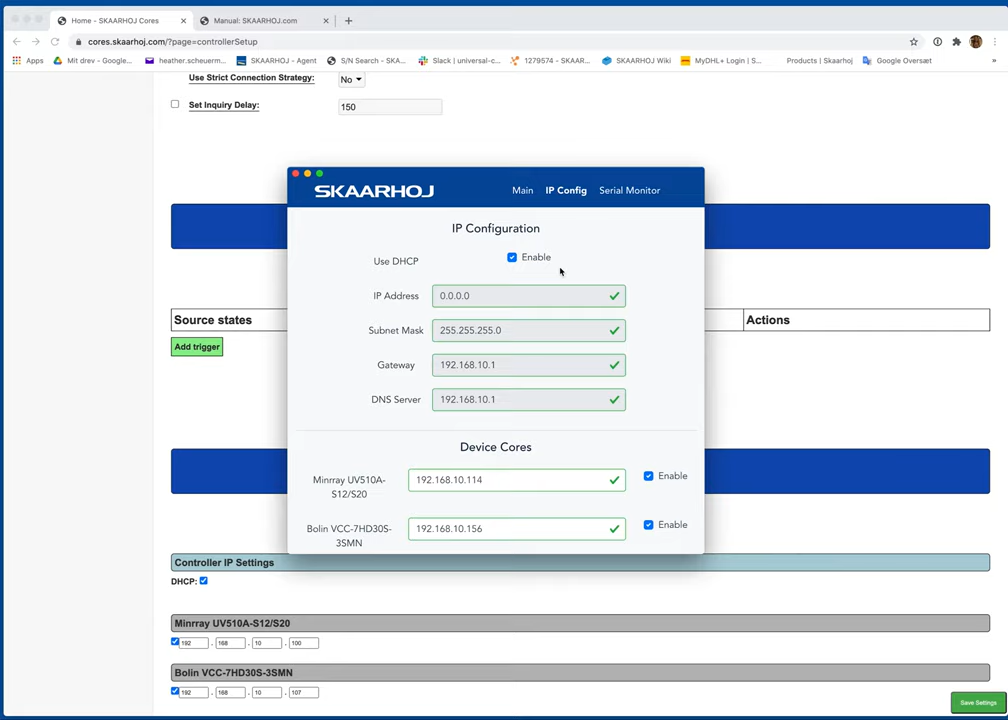 Home - SKAARHOJ Cores
Manual: SKAARHOJ.com
cores.skaarhoj.com/?page=controllerSetup
Apps
Mit drev - Google...
heather.scheuerm...
SKAARHOJ - Agent
S/N Search - SKA...
Slack | universal-c...
1279574 - SKAAR...
SKAARHOJ Wiki
MyDHL+ Login | S...
Products | Skaarhoj
Google Oversæt
»
Use Strict Connection Strategy:
No
Set Inquiry Delay:
150
SKAARHOJ
Main
IP Config
Serial Monitor
IP Configuration
Use DHCP
Enable
IP Address
0.0.0.0
Subnet Mask
255.255.255.0
Gateway
192.168.10.1
DNS Server
192.168.10.1
Device Cores
Minrray UV510A-
S12/S20
192.168.10.114
Enable
Bolin VCC-7HD30S-
3SMN
192.168.10.156
Enable
Source states
Actions
Add trigger
Controller IP Settings
DHCP:
Minrray UV510A-S12/S20
192 . 168 . 10 . 100
Bolin VCC-7HD30S-3SMN
192 . 168 . 10 . 107
Save Settings